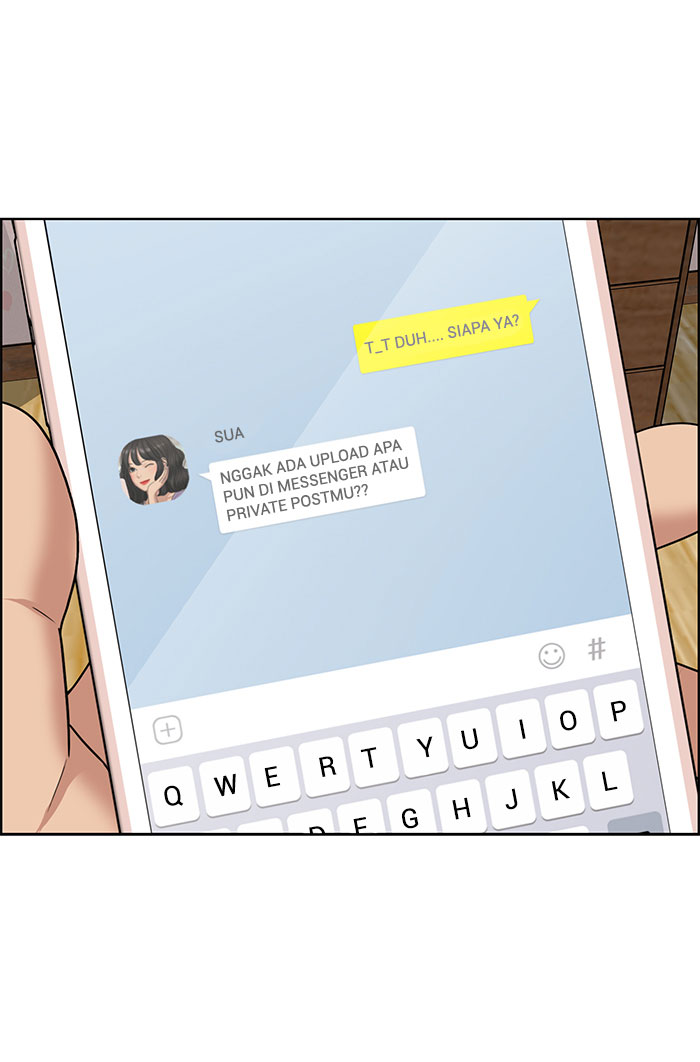 T_T DUH.... SIAPA YA?
SUA
NGGAK ADA UPLOAD APA
PUN DI MESSENGER ATAU
PRIVATE POSTMU??
#
Q W E R T Y U I O P
D F G H J K L